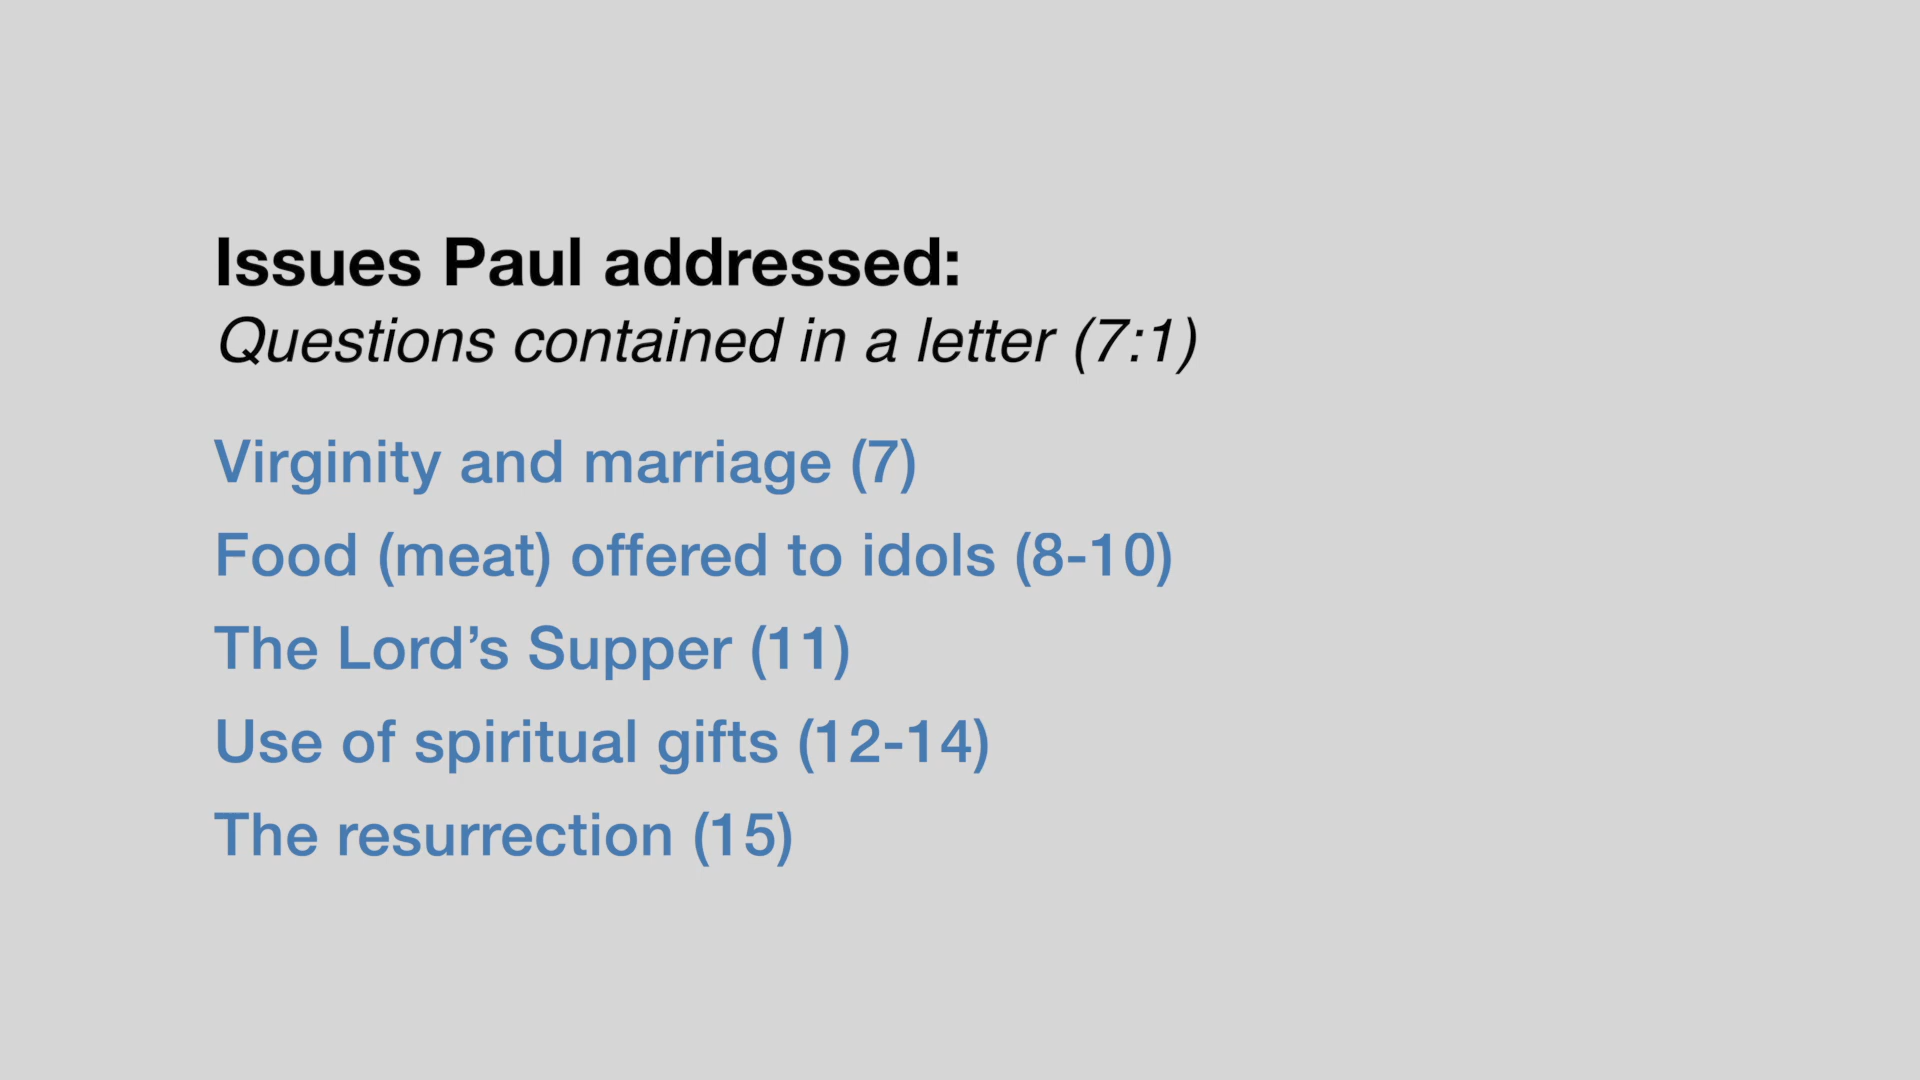 Issues Paul addressed:
Questions contained in a letter (7:1)
Virginity and marriage (7)
Food (meat) offered to idols (8-10)
The Lord’s Supper (11)
Use of spiritual gifts (12-14)
The resurrection (15)